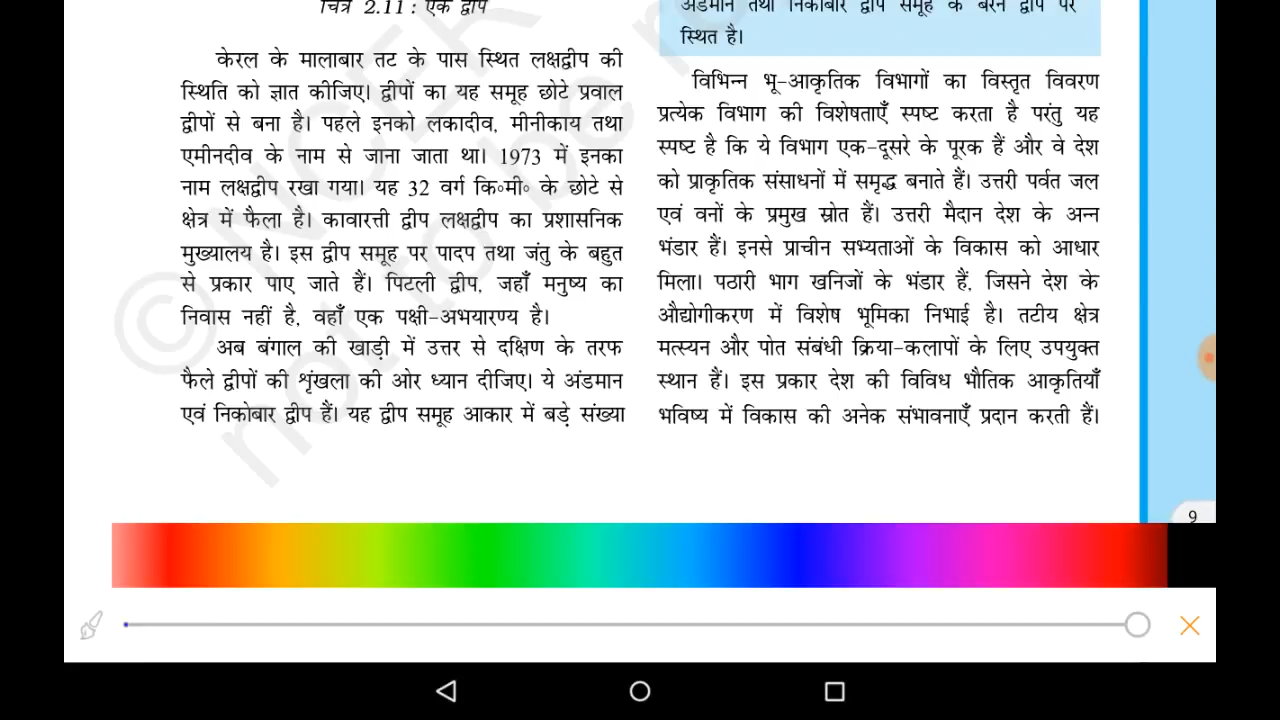 चित्र 2.11 : एक द्वीप
केरल के मालाबार तट के पास स्थित लक्षद्वीप की
स्थिति को ज्ञात कीजिए। द्वीपों का यह समूह छोटे प्रवाल
द्वीपों से बना है। पहले इनको लकादीव, मीनीकाय तथा
एमीनदीव के नाम से जाना जाता था। 1973 में इनका
नाम लक्षद्वीप रखा गया। यह 32 वर्ग कि॰मी॰ के छोटे से
क्षेत्र में फैला है। कावारत्ती द्वीप लक्षद्वीप का प्रशासनिक
मुख्यालय है। इस द्वीप समूह पर पादप तथा जंतु के बहुत
से प्रकार पाए जाते हैं। पिटली द्वीप, जहाँ मनुष्य का
निवास नहीं है, वहाँ एक पक्षी-अभयारण्य है।
अब बंगाल की खाड़ी में उत्तर से दक्षिण के तरफ
फैले द्वीपों की शृंखला की ओर ध्यान दीजिए। ये अंडमान
एवं निकोबार द्वीप हैं। यह द्वीप समूह आकार में बड़े संख्या
अंडमान तथा निकोबार द्वीप समूह के बैरन द्वीप पर
स्थित है।
विभिन्न भू-आकृतिक विभागों का विस्तृत विवरण
प्रत्येक विभाग की विशेषताएँ स्पष्ट करता है परंतु यह
स्पष्ट है कि ये विभाग एक-दूसरे के पूरक हैं और वे देश
को प्राकृतिक संसाधनों में समृद्ध बनाते हैं। उत्तरी पर्वत जल
एवं वनों के प्रमुख स्रोत हैं। उत्तरी मैदान देश के अन्न
भंडार हैं। इनसे प्राचीन सभ्यताओं के विकास को आधार
मिला। पठारी भाग खनिजों के भंडार हैं, जिसने देश के
औद्योगीकरण में विशेष भूमिका निभाई है। तटीय क्षेत्र
मत्स्यन और पोत संबंधी क्रिया-कलापों के लिए उपयुक्त
स्थान हैं। इस प्रकार देश की विविध भौतिक आकृतियाँ
भविष्य में विकास की अनेक संभावनाएँ प्रदान करती हैं।
© NCER
not to be r
9